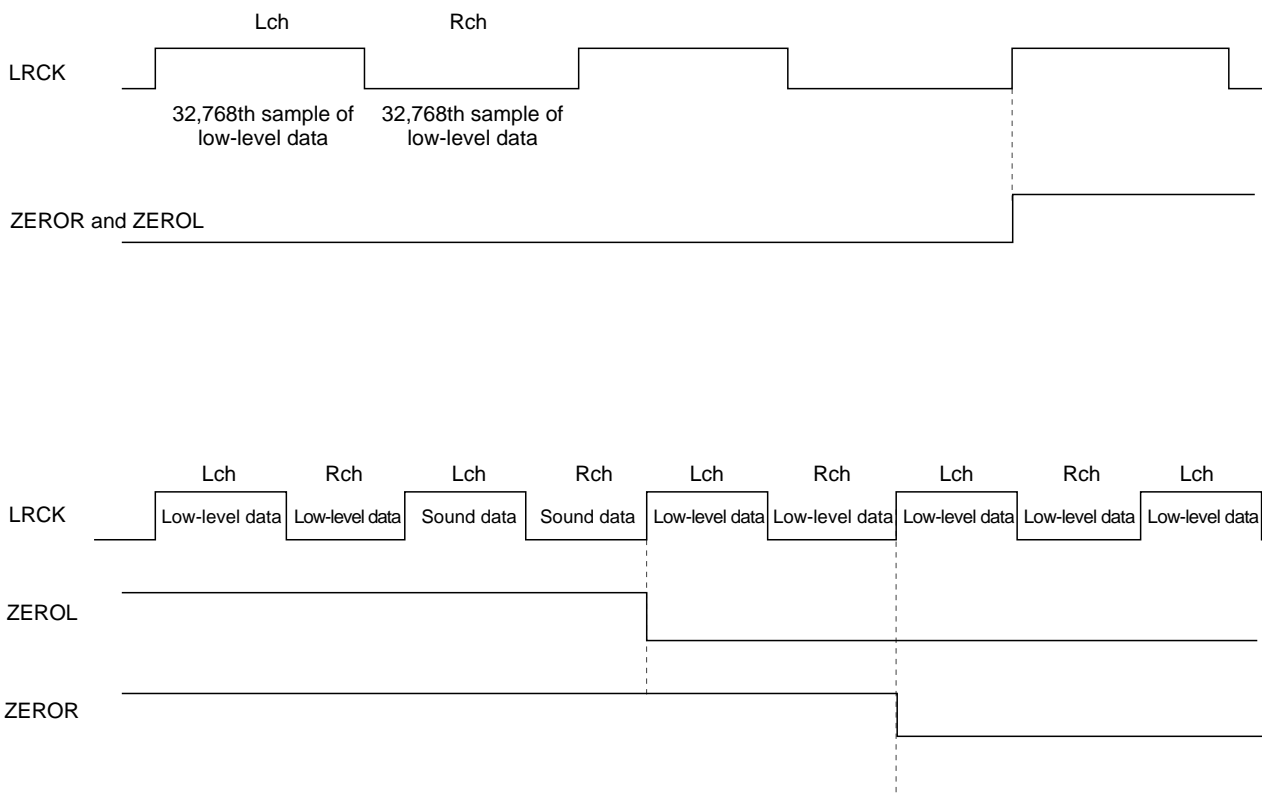 Lch Rch
LRCK
32,768th sample of low-level data 32,768th sample of low-level data
ZEROR and ZEROL
Lch Rch Lch Rch Lch Rch Lch Rch Lch
LRCK Low-level data Low-level data Sound data Sound data Low-level data Low-level data Low-level data Low-level data Low-level data
ZEROL
ZEROR